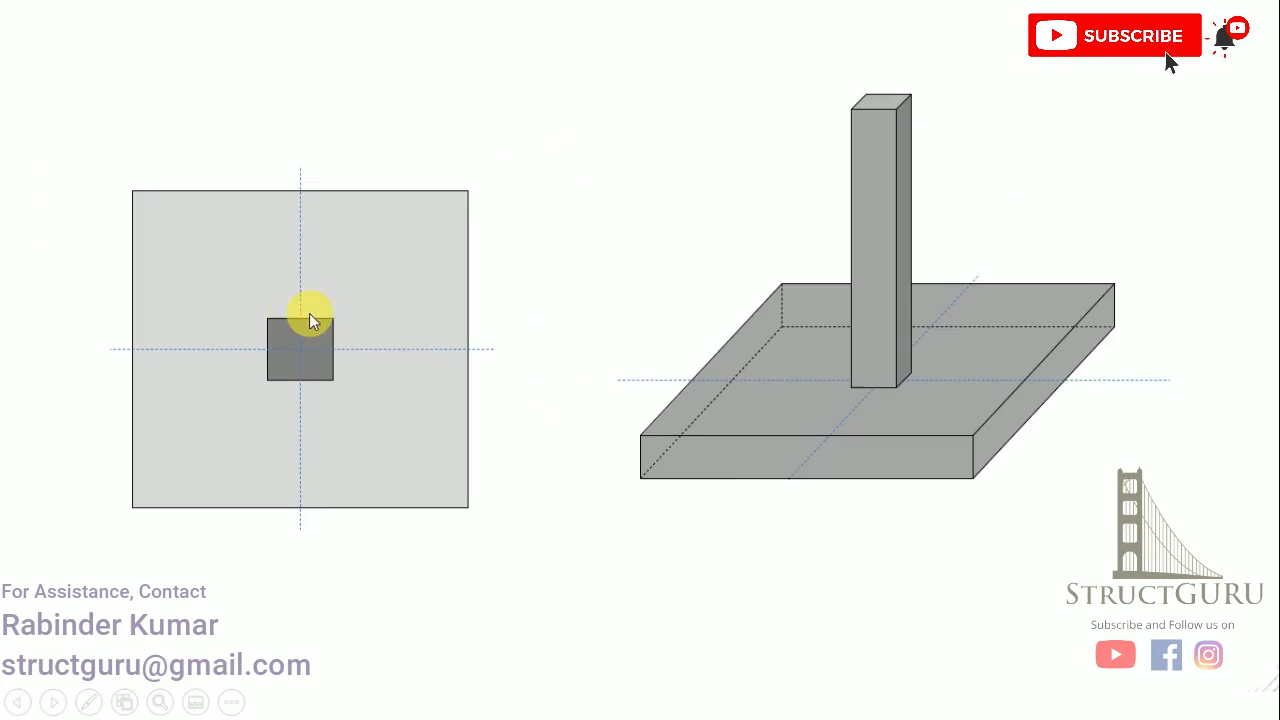 SUBSCRIBE
For Assistance, Contact
Rabinder Kumar
structguru@gmail.com
STRUCTGURU
Subscribe and Follow us on